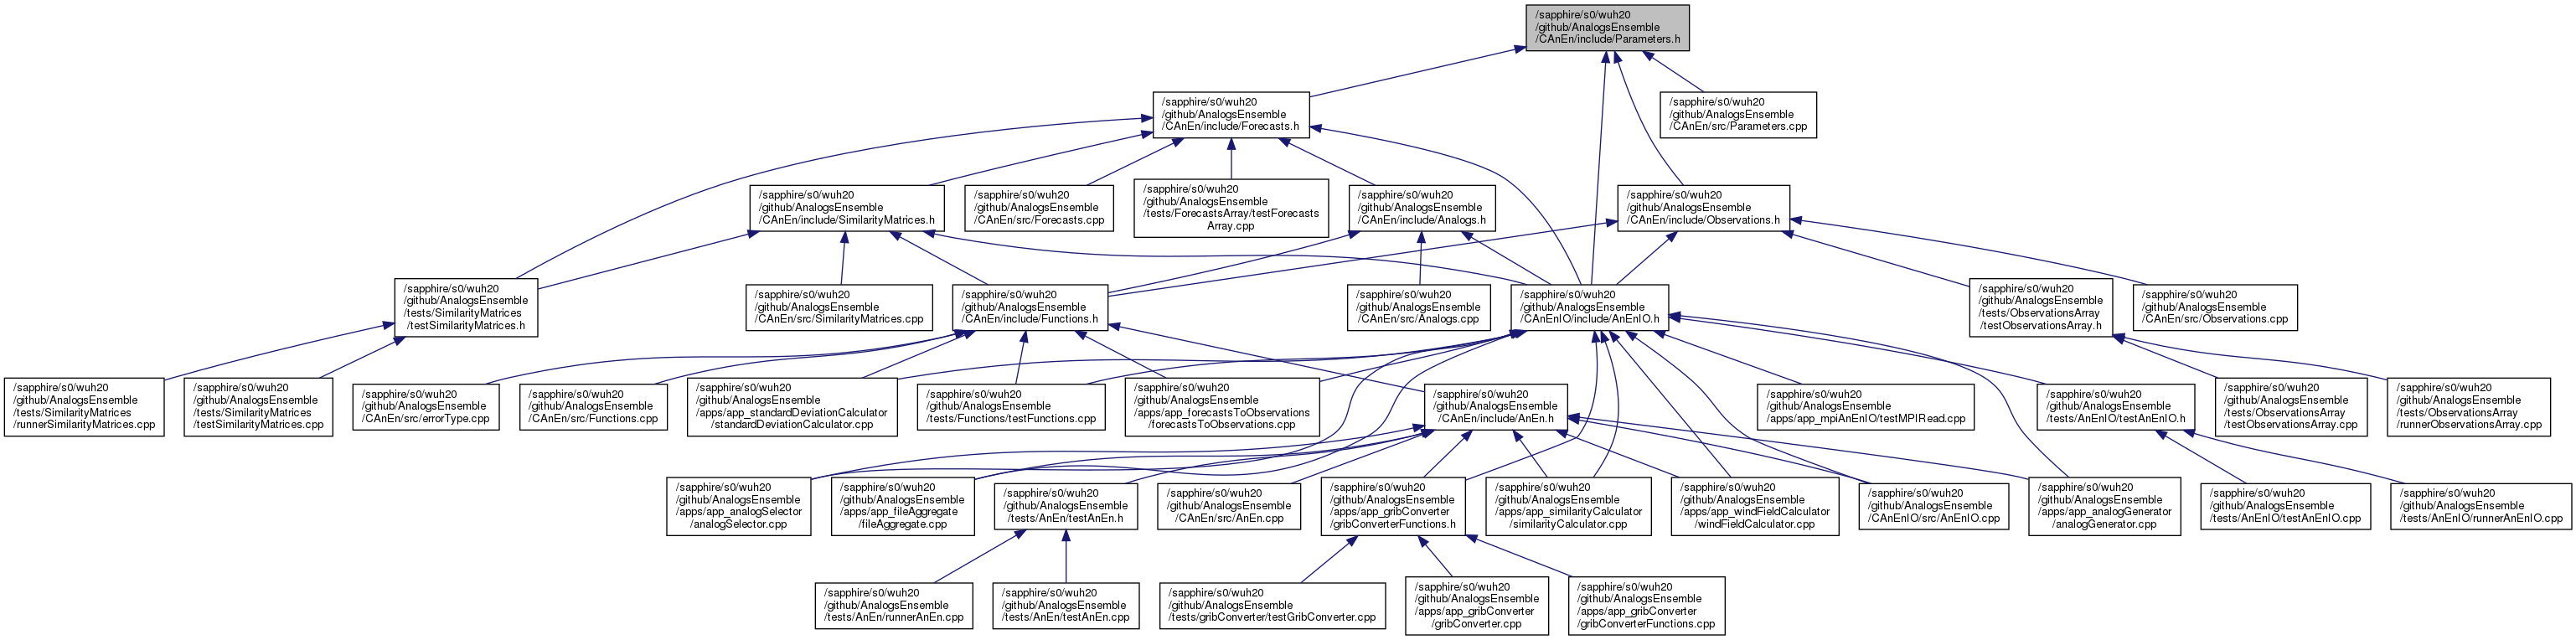 /sapphire/s0/wuh20
/github/AnalogsEnsemble
/CAnEn/include/Parameters.h
/sapphire/s0/wuh20
/github/AnalogsEnsemble
/CAnEn/include/Forecasts.h
/sapphire/s0/wuh20
/github/AnalogsEnsemble
/CAnEn/src/Parameters.cpp
/sapphire/s0/wuh20
/github/AnalogsEnsemble
/CAnEn/include/SimilarityMatrices.h
/sapphire/s0/wuh20
/github/AnalogsEnsemble
/CAnEn/src/Forecasts.cpp
/sapphire/s0/wuh20
/github/AnalogsEnsemble
/tests/ForecastsArray/testForecasts
Array.cpp
/sapphire/s0/wuh20
/github/AnalogsEnsemble
/CAnEn/include/Analogs.h
/sapphire/s0/wuh20
/github/AnalogsEnsemble
/CAnEn/include/Observations.h
/sapphire/s0/wuh20
/github/AnalogsEnsemble
/tests/SimilarityMatrices
/testSimilarityMatrices.h
/sapphire/s0/wuh20
/github/AnalogsEnsemble
/CAnEn/src/SimilarityMatrices.cpp
/sapphire/s0/wuh20
/github/AnalogsEnsemble
/CAnEn/include/Functions.h
/sapphire/s0/wuh20
/github/AnalogsEnsemble
/CAnEn/src/Analogs.cpp
/sapphire/s0/wuh20
/github/AnalogsEnsemble
/CAnEnIO/include/AnEnIO.h
/sapphire/s0/wuh20
/github/AnalogsEnsemble
/tests/ObservationsArray
/testObservationsArray.h
/sapphire/s0/wuh20
/github/AnalogsEnsemble
/CAnEn/src/Observations.cpp
/sapphire/s0/wuh20
/github/AnalogsEnsemble
/tests/SimilarityMatrices
/runnerSimilarityMatrices.cpp
/sapphire/s0/wuh20
/github/AnalogsEnsemble
/tests/SimilarityMatrices
/testSimilarityMatrices.cpp
/sapphire/s0/wuh20
/github/AnalogsEnsemble
/CAnEn/src/errorType.cpp
/sapphire/s0/wuh20
/github/AnalogsEnsemble
/CAnEn/src/Functions.cpp
/sapphire/s0/wuh20
/github/AnalogsEnsemble
/apps/app_standardDeviationCalculator
/standardDeviationCalculator.cpp
/sapphire/s0/wuh20
/github/AnalogsEnsemble
/tests/Functions/testFunctions.cpp
/sapphire/s0/wuh20
/github/AnalogsEnsemble
/apps/app_forecastsToObservations
/forecastsToObservations.cpp
/sapphire/s0/wuh20
/github/AnalogsEnsemble
/CAnEn/include/AnEn.h
/sapphire/s0/wuh20
/github/AnalogsEnsemble
/apps/app_mpiAnEnIO/testMPIRead.cpp
/sapphire/s0/wuh20
/github/AnalogsEnsemble
/tests/AnEnIO/testAnEnIO.h
/sapphire/s0/wuh20
/github/AnalogsEnsemble
/tests/ObservationsArray
/testObservationsArray.cpp
/sapphire/s0/wuh20
/github/AnalogsEnsemble
/tests/ObservationsArray
/runnerObservationsArray.cpp
/sapphire/s0/wuh20
/github/AnalogsEnsemble
/apps/app_analogSelector
/analogSelector.cpp
/sapphire/s0/wuh20
/github/AnalogsEnsemble
/apps/app_fileAggregate
/fileAggregate.cpp
/sapphire/s0/wuh20
/github/AnalogsEnsemble
/tests/AnEn/testAnEn.h
/sapphire/s0/wuh20
/github/AnalogsEnsemble
/CAnEn/src/AnEn.cpp
/sapphire/s0/wuh20
/github/AnalogsEnsemble
/apps/app_gribConverter
/gribConverterFunctions.h
/sapphire/s0/wuh20
/github/AnalogsEnsemble
/apps/app_similarityCalculator
/similarityCalculator.cpp
/sapphire/s0/wuh20
/github/AnalogsEnsemble
/apps/app_windFieldCalculator
/windFieldCalculator.cpp
/sapphire/s0/wuh20
/github/AnalogsEnsemble
/CAnEnIO/src/AnEnIO.cpp
/sapphire/s0/wuh20
/github/AnalogsEnsemble
/apps/app_analogGenerator
/analogGenerator.cpp
/sapphire/s0/wuh20
/github/AnalogsEnsemble
/tests/AnEnIO/testAnEnIO.cpp
/sapphire/s0/wuh20
/github/AnalogsEnsemble
/tests/AnEnIO/runnerAnEnIO.cpp
/sapphire/s0/wuh20
/github/AnalogsEnsemble
/tests/AnEn/runnerAnEn.cpp
/sapphire/s0/wuh20
/github/AnalogsEnsemble
/tests/AnEn/testAnEn.cpp
/sapphire/s0/wuh20
/github/AnalogsEnsemble
/tests/gribConverter/testGribConverter.cpp
/sapphire/s0/wuh20
/github/AnalogsEnsemble
/apps/app_gribConverter
/gribConverter.cpp
/sapphire/s0/wuh20
/github/AnalogsEnsemble
/apps/app_gribConverter
/gribConverterFunctions.cpp